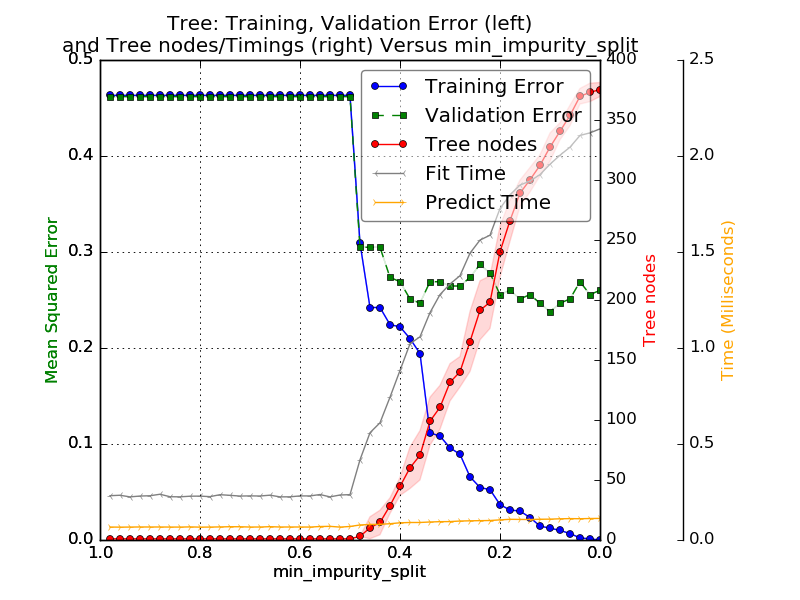 Tree: Training, Validation Error (left)
and Tree nodes/Timings (right) Versus min_impurity_split
Training Error
Validation Error
Tree nodes
Fit Time
Predict Time
Mean Squared Error
0.5
0.4
0.3
0.2
0.1
0.0
1.0 0.8 0.6 0.4 0.2 0.0
min_impurity_split
400
350
300
250
200
150
100
50
0
Tree nodes
2.5
2.0
1.5
1.0
0.5
0.0
Time (Milliseconds)